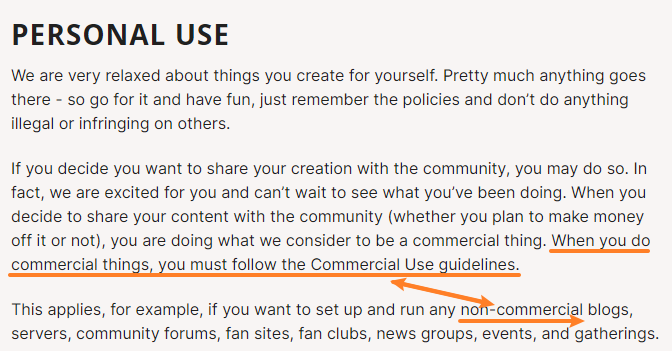 PERSONAL USE
We are very relaxed about things you create for yourself. Pretty much anything goes
there - so go for it and have fun, just remember the policies and don’t do anything
illegal or infringing on others.
If you decide you want to share your creation with the community, you may do so. In
fact, we are excited for you and can’t wait to see what you’ve been doing. When you
decide to share your content with the community (whether you plan to make money
off it or not), you are doing what we consider to be a commercial thing. When you do
commercial things, you must follow the Commercial Use guidelines.
This applies, for example, if you want to set up and run any non-commercial blogs,
servers, community forums, fan sites, fan clubs, news groups, events, and gatherings.